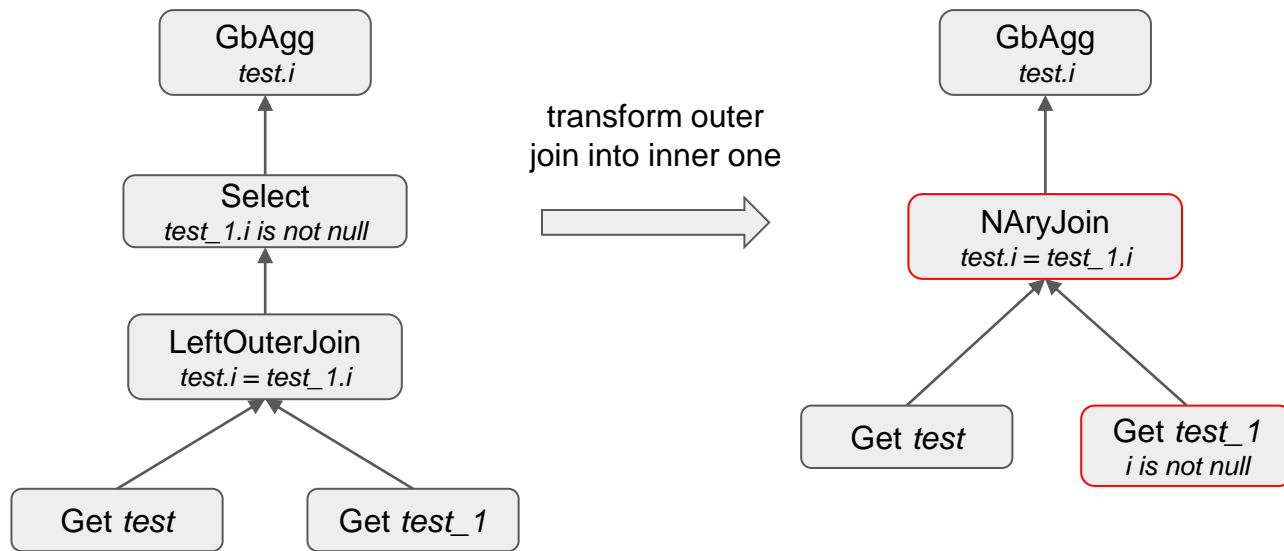 GbAgg
test.i
Select
test_1.i is not null
LeftOuterJoin
test.i = test_1.i
Get test
Get test_1
transform outer
join into inner one
GbAgg
test.i
NAryJoin
test.i = test_1.i
Get test
Get test_1
i is not null